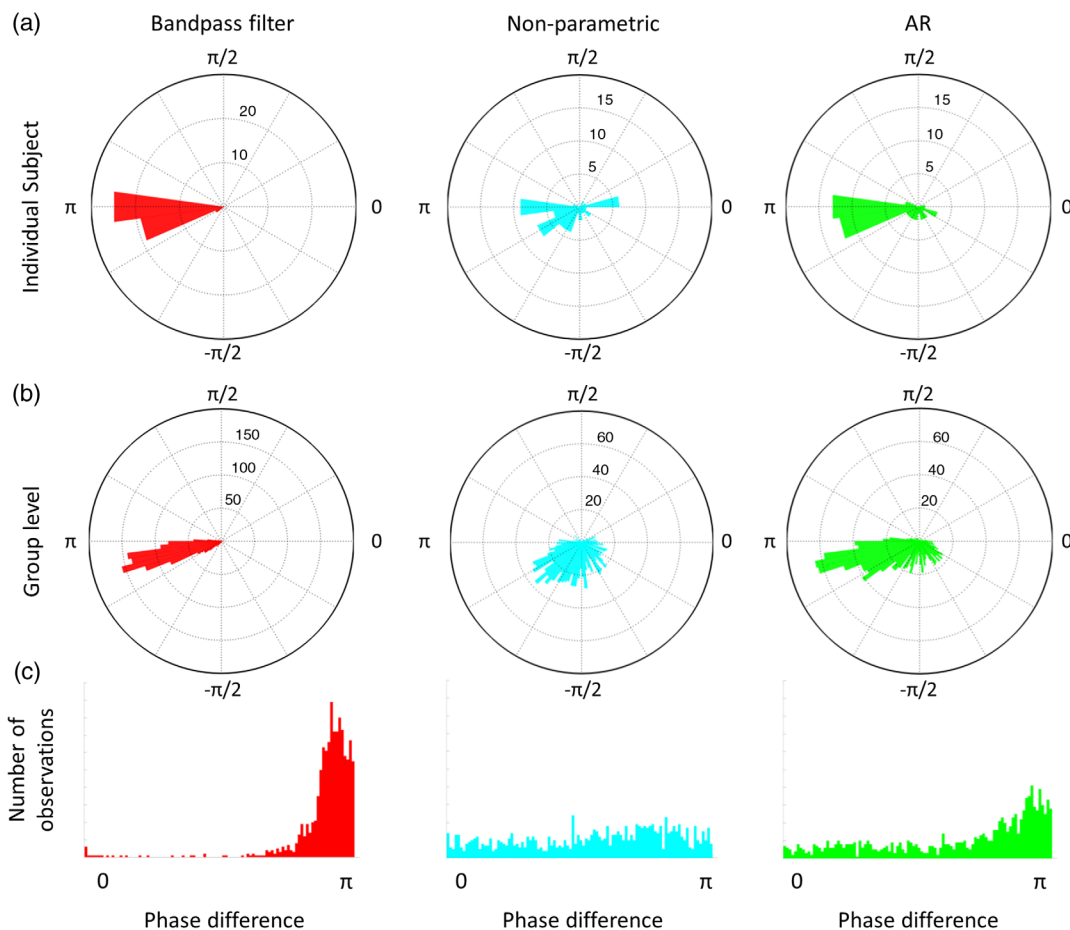 (a)
Bandpass filter
Non-parametric
AR
Individual Subject
π/2
20
10
π
0
-π/2
π/2
15
10
5
π
0
-π/2
π/2
15
10
5
π
0
-π/2
(b)
Group level
π/2
150
100
50
π
0
-π/2
π/2
60
40
20
π
0
-π/2
π/2
60
40
20
π
0
-π/2
(c)
Number of
observations
0
π
Phase difference
0
π
Phase difference
0
π
Phase difference